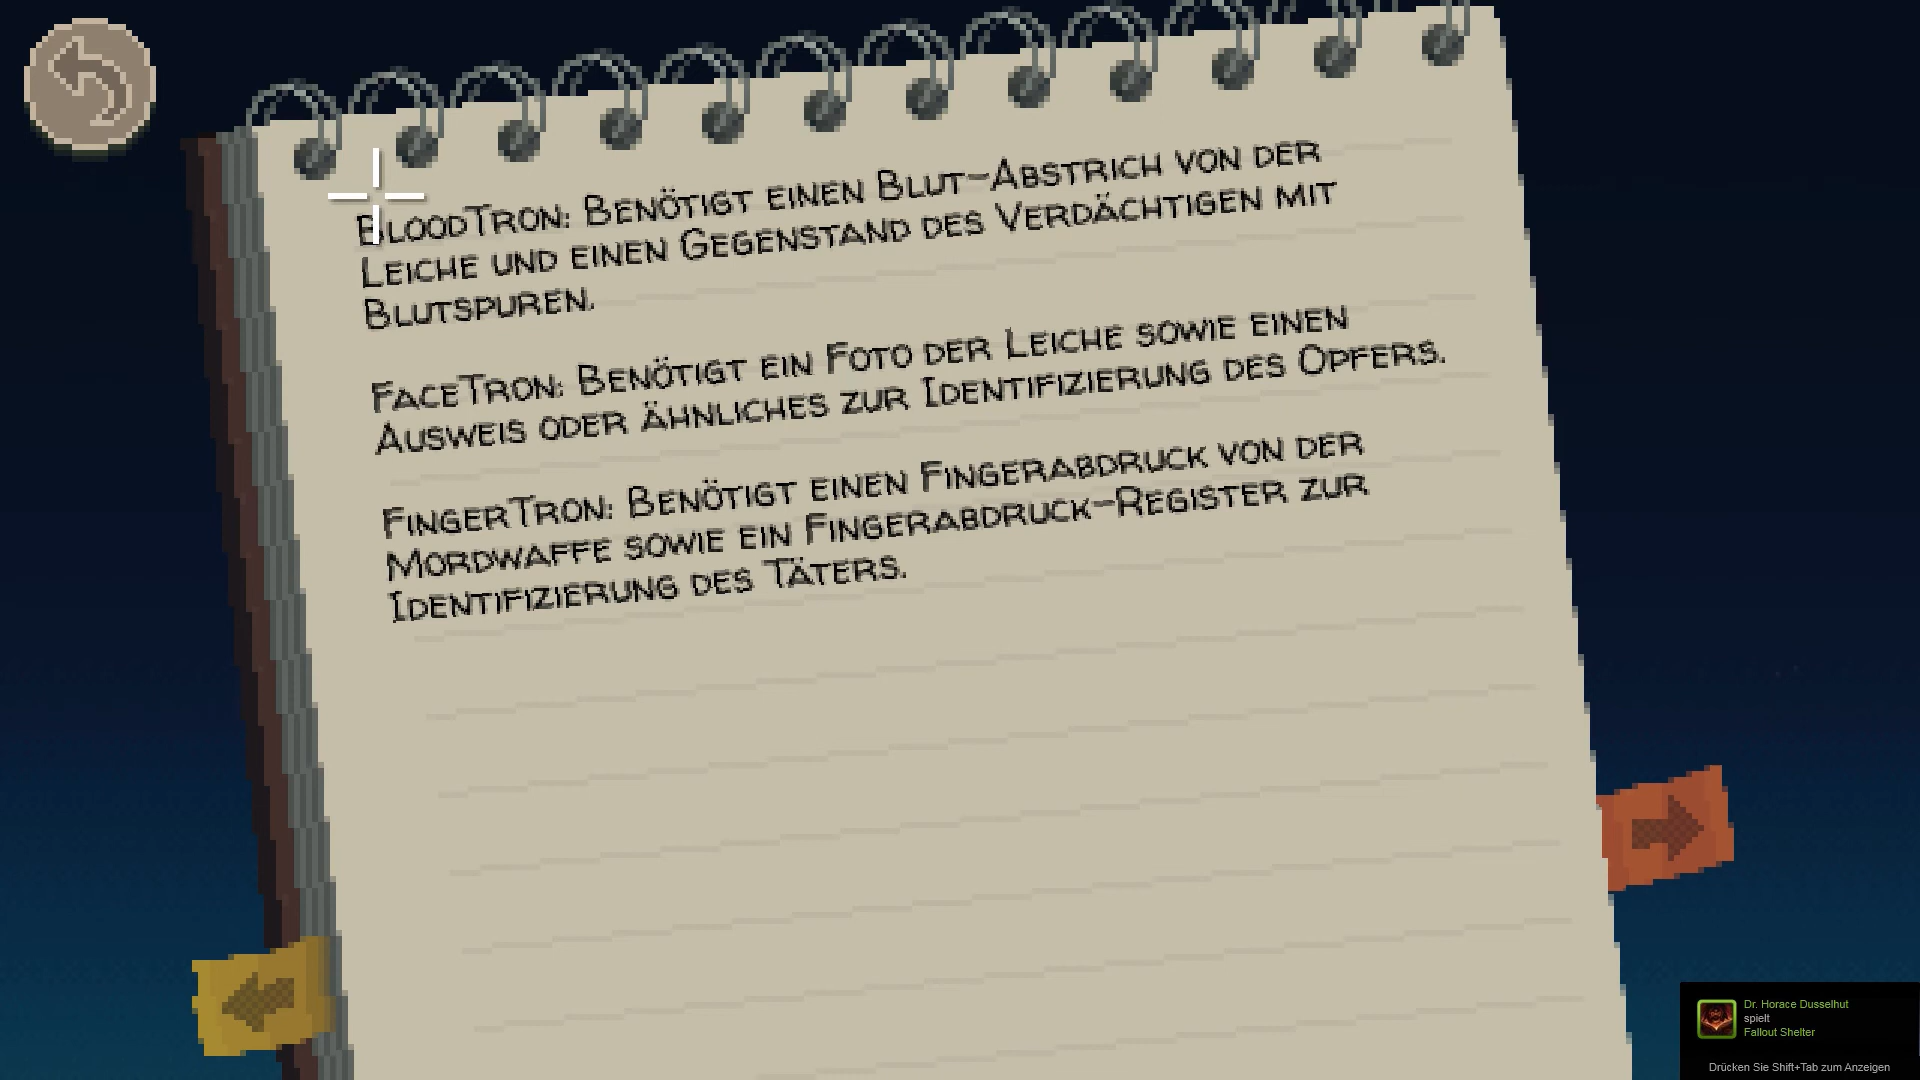 BloodTron: Benötigt einen Blut-Abstrich von der
Leiche und einen Gegenstand des Verdächtigen mit
Blutspuren.
FaceTron: Benötigt ein Foto der Leiche sowie einen
Ausweis oder ähnliches zur Identifizierung des Opfers.
FingerTron: Benötigt einen Fingerabdruck von der
Mordwaffe sowie ein Fingerabdruck-Register zur
Identifizierung des Täters.
Dr. Horace Dusselhut
spielt
Fallout Shelter
Drücken Sie Shift+Tab zum Anzeigen